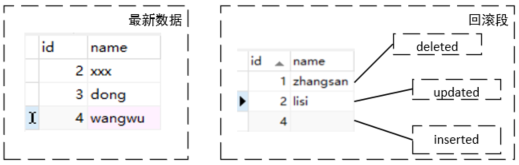 最新数据
id name
2 xxx
3 dong
4 wangwu
回滚段
id name
1 zhangsan
2 lisi
4
deleted
updated
inserted